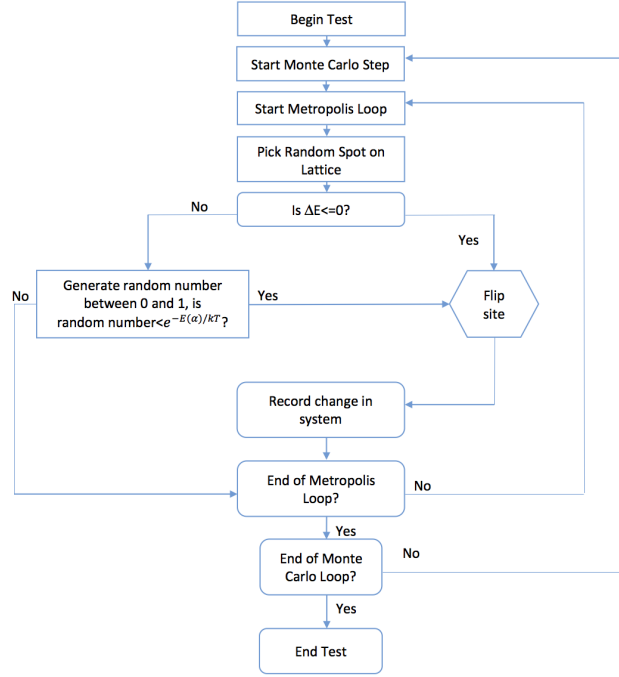 Begin Test
Start Monte Carlo Step
Start Metropolis Loop
Pick Random Spot on
Lattice
No
Is ΔE<=0?
Yes
No
Generate random number
between 0 and 1, is
random number<e^{-E(α)/kT}?
Yes
Flip
site
Record change in
system
End of Metropolis
Loop?
No
Yes
End of Monte
Carlo Loop?
No
Yes
End Test